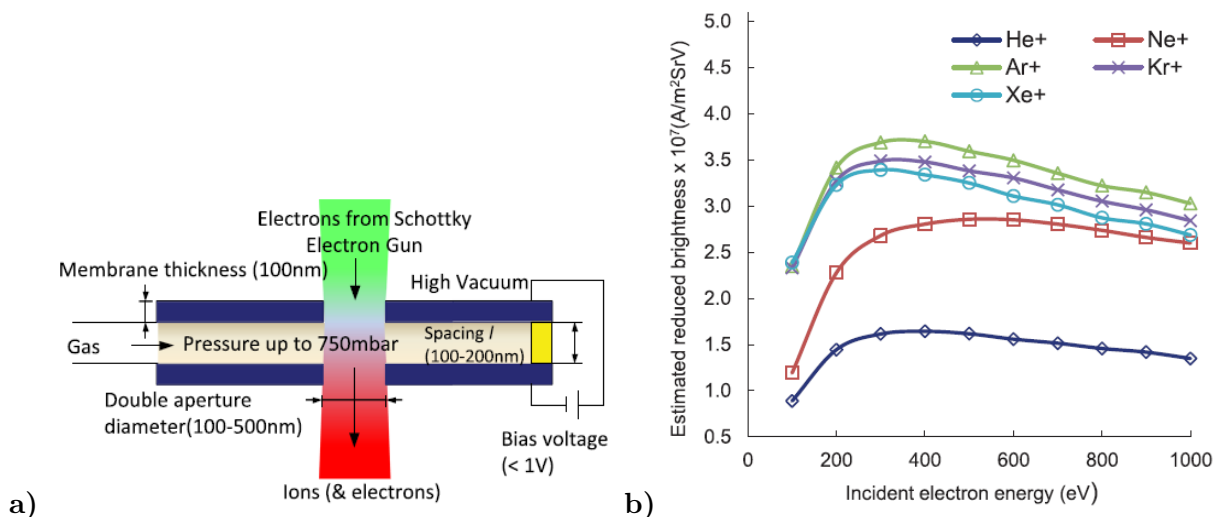 Electrons from Schottky
Electron Gun
Membrane thickness (100nm)
High Vacuum
Gas
Pressure up to 750mbar
Spacing l
(100-200nm)
Double aperture
diameter(100-500nm)
Bias voltage
(< 1V)
Ions (& electrons)
a)
Estimated reduced brightness x 10⁷(A/m²SrV)
5.0
4.5
4.0
3.5
3.0
2.5
2.0
1.5
1.0
0.5
He+ Ne+
Ar+ Kr+
Xe+
0 200 400 600 800 1000
Incident electron energy (eV)
b)